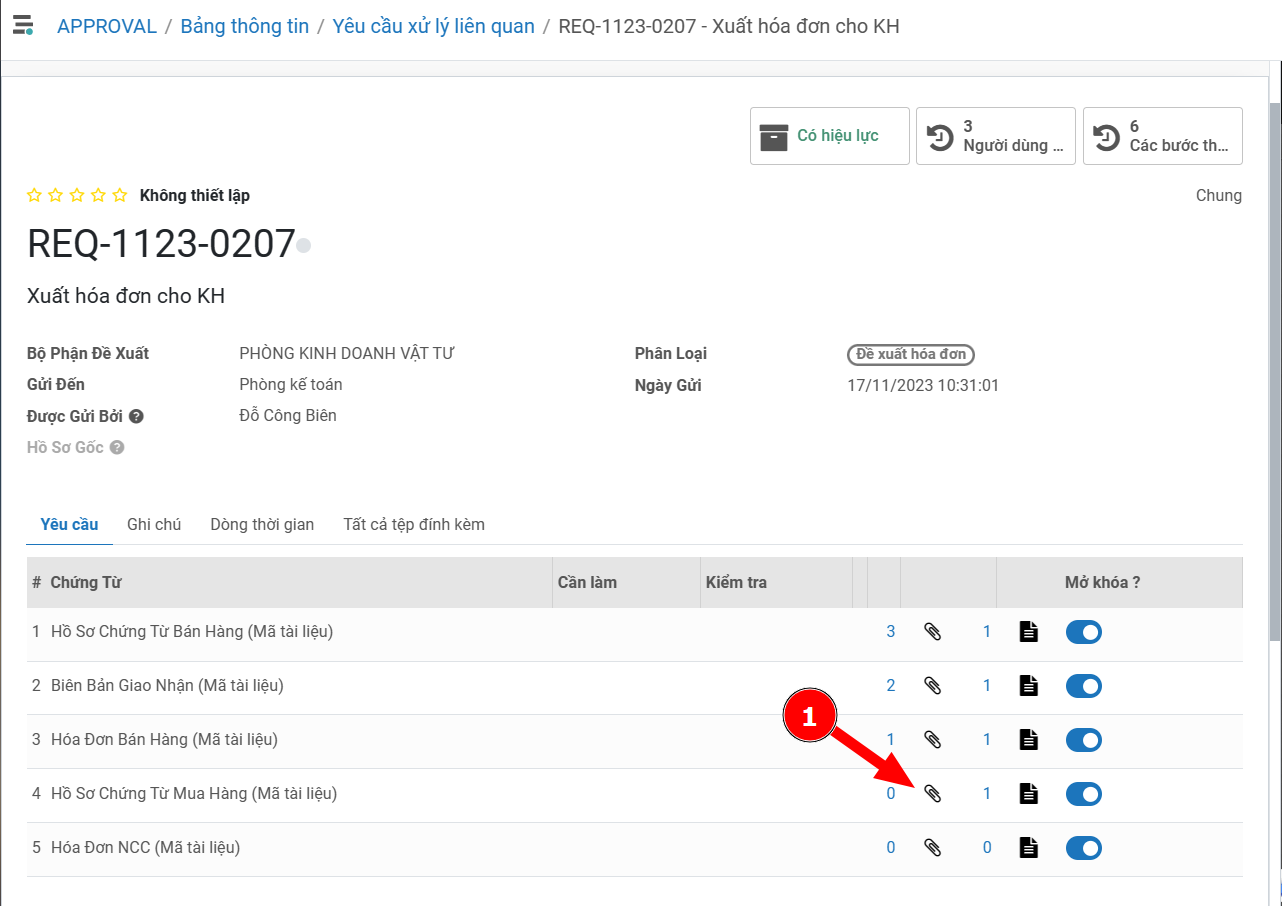 APPROVAL / Bảng thông tin / Yêu cầu xử lý liên quan / REQ-1123-0207 - Xuất hóa đơn cho KH
Có hiệu lực
3
Người dùng ...
6
Các bước th...
Không thiết lập
Chung
REQ-1123-0207
Xuất hóa đơn cho KH
Bộ Phận Đề Xuất PHÒNG KINH DOANH VẬT TƯ Phân Loại Đề xuất hóa đơn
Gửi Đến Phòng kế toán Ngày Gửi 17/11/2023 10:31:01
Được Gửi Bởi ? Đỗ Công Biên
Hồ Sơ Gốc ?
Yêu cầu Ghi chú Dòng thời gian Tất cả tệp đính kèm
# Chứng Từ Cần làm Kiểm tra Mở khóa ?
1 Hồ Sơ Chứng Từ Bán Hàng (Mã tài liệu) 3 1
2 Biên Bản Giao Nhận (Mã tài liệu) 2 1
1
3 Hóa Đơn Bán Hàng (Mã tài liệu) 1 1
4 Hồ Sơ Chứng Từ Mua Hàng (Mã tài liệu) 0 1
5 Hóa Đơn NCC (Mã tài liệu) 0 0